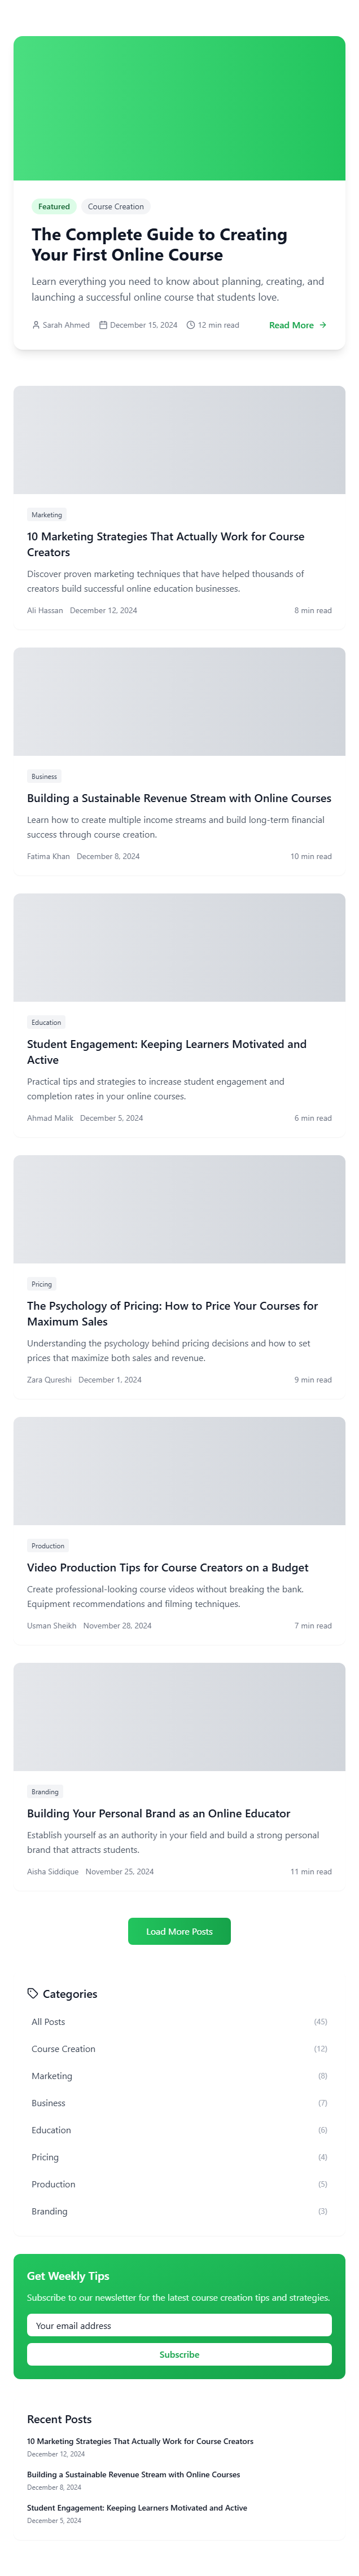 Featured Course Creation
The Complete Guide to Creating
Your First Online Course
Learn everything you need to know about planning, creating, and
launching a successful online course that students love.
Sarah Ahmed December 15, 2024 12 min read Read More →
Marketing
10 Marketing Strategies That Actually Work for Course
Creators
Discover proven marketing techniques that have helped thousands of
creators build successful online education businesses.
Ali Hassan December 12, 2024 8 min read
Business
Building a Sustainable Revenue Stream with Online Courses
Learn how to create multiple income streams and build long-term financial
success through course creation.
Fatima Khan December 8, 2024 10 min read
Education
Student Engagement: Keeping Learners Motivated and
Active
Practical tips and strategies to increase student engagement and
completion rates in your online courses.
Ahmad Malik December 5, 2024 6 min read
Pricing
The Psychology of Pricing: How to Price Your Courses for
Maximum Sales
Understanding the psychology behind pricing decisions and how to set
prices that maximize both sales and revenue.
Zara Qureshi December 1, 2024 9 min read
Production
Video Production Tips for Course Creators on a Budget
Create professional-looking course videos without breaking the bank.
Equipment recommendations and filming techniques.
Usman Sheikh November 28, 2024 7 min read
Branding
Building Your Personal Brand as an Online Educator
Establish yourself as an authority in your field and build a strong personal
brand that attracts students.
Aisha Siddique November 25, 2024 11 min read
Load More Posts
Categories
All Posts (45)
Course Creation (12)
Marketing (8)
Business (7)
Education (6)
Pricing (4)
Production (5)
Branding (3)
Get Weekly Tips
Subscribe to our newsletter for the latest course creation tips and strategies.
Your email address
Subscribe
Recent Posts
10 Marketing Strategies That Actually Work for Course Creators
December 12, 2024
Building a Sustainable Revenue Stream with Online Courses
December 8, 2024
Student Engagement: Keeping Learners Motivated and Active
December 5, 2024